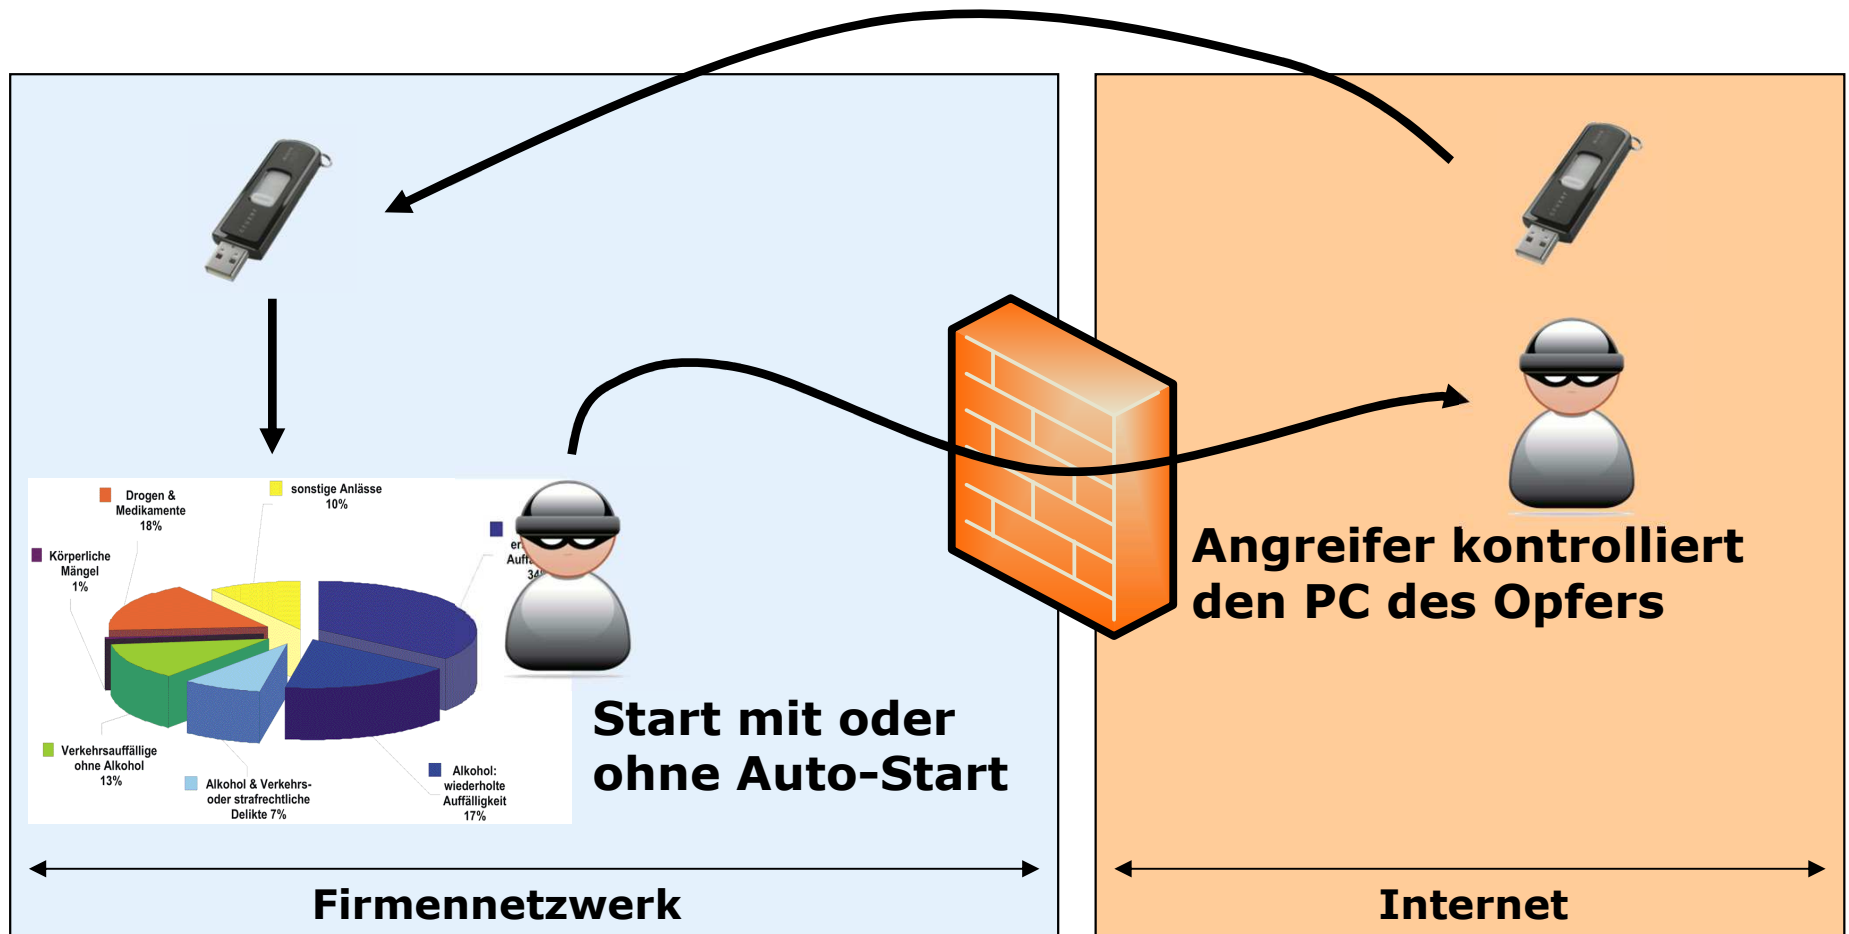 Drogen &
Medikamente
18%
sonstige Anlässe
10%
Körperliche
Mängel
1%
34
Verkehrsauffällige
ohne Alkohol
13%
Alkohol & Verkehrs-
oder strafrechtliche
Delikte 7%
Alkohol:
wiederholte
Auffälligkeit
17%
Start mit oder
ohne Auto-Start
Angreifer kontrolliert
den PC des Opfers
Firmennetzwerk
Internet